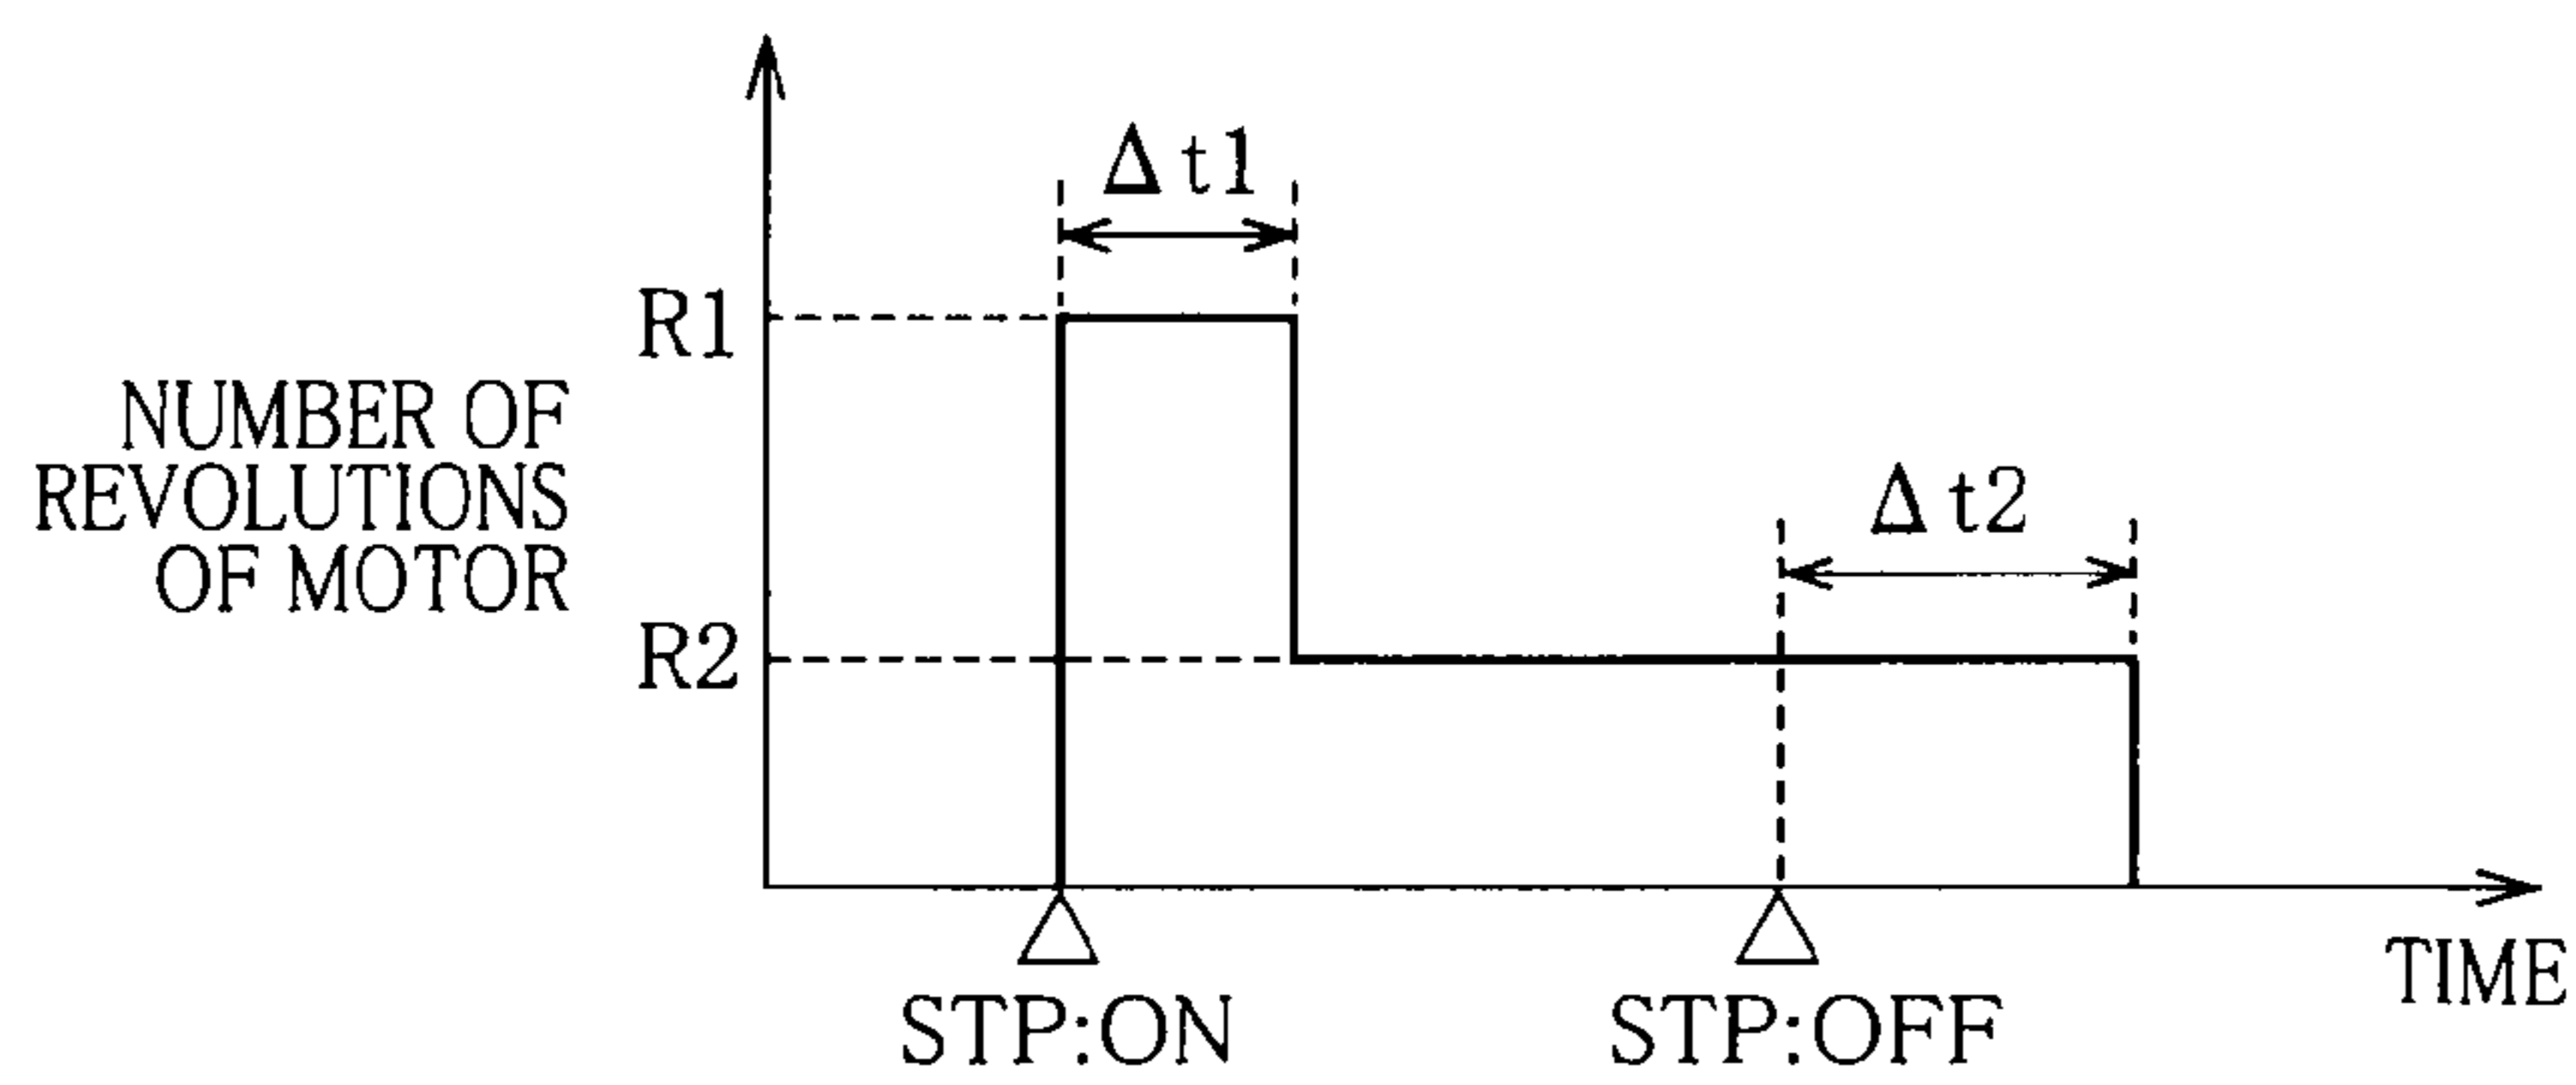 Δt1
R1
NUMBER OF
REVOLUTIONS
OF MOTOR
Δt2
R2
TIME
STP:ON
STP:OFF